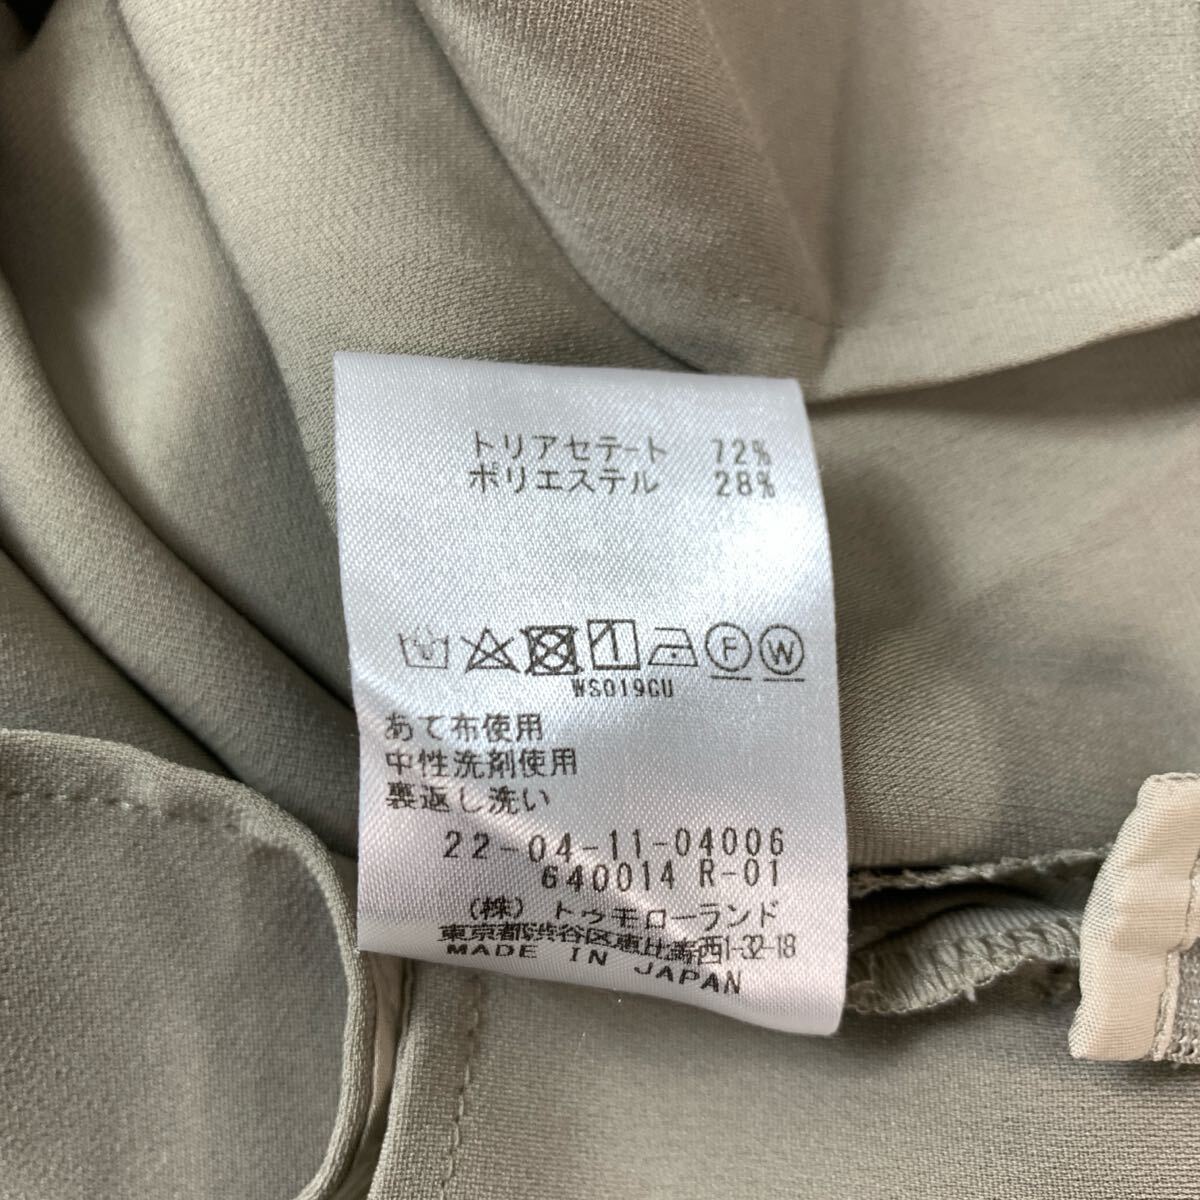 トリアセテート 72%
ポリエステル 28%
F W
WS019CU
あて布使用
中性洗剤使用
裏返し洗い
22-04-11-04006
640014 R-01
(株) トゥモローランド
東京都渋谷区恵比寿西1-32-18
MADE IN JAPAN